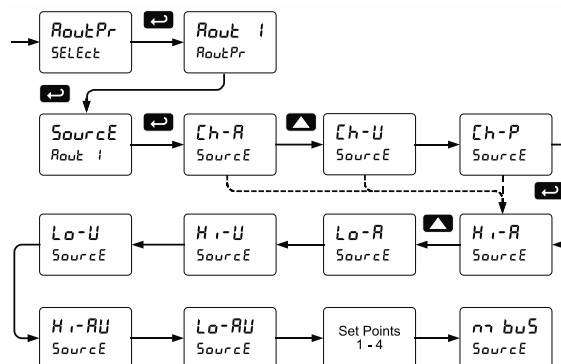 AoutPr
SELEct
Aout 1
AoutPr
SourcE
Aout 1
Ch-A
SourcE
Ch-U
SourcE
Ch-P
SourcE
Lo-U
SourcE
Hi-U
SourcE
Lo-A
SourcE
Hi-A
SourcE
Hi-AU
SourcE
Lo-AU
SourcE
Set Points
1 - 4
m buS
SourcE